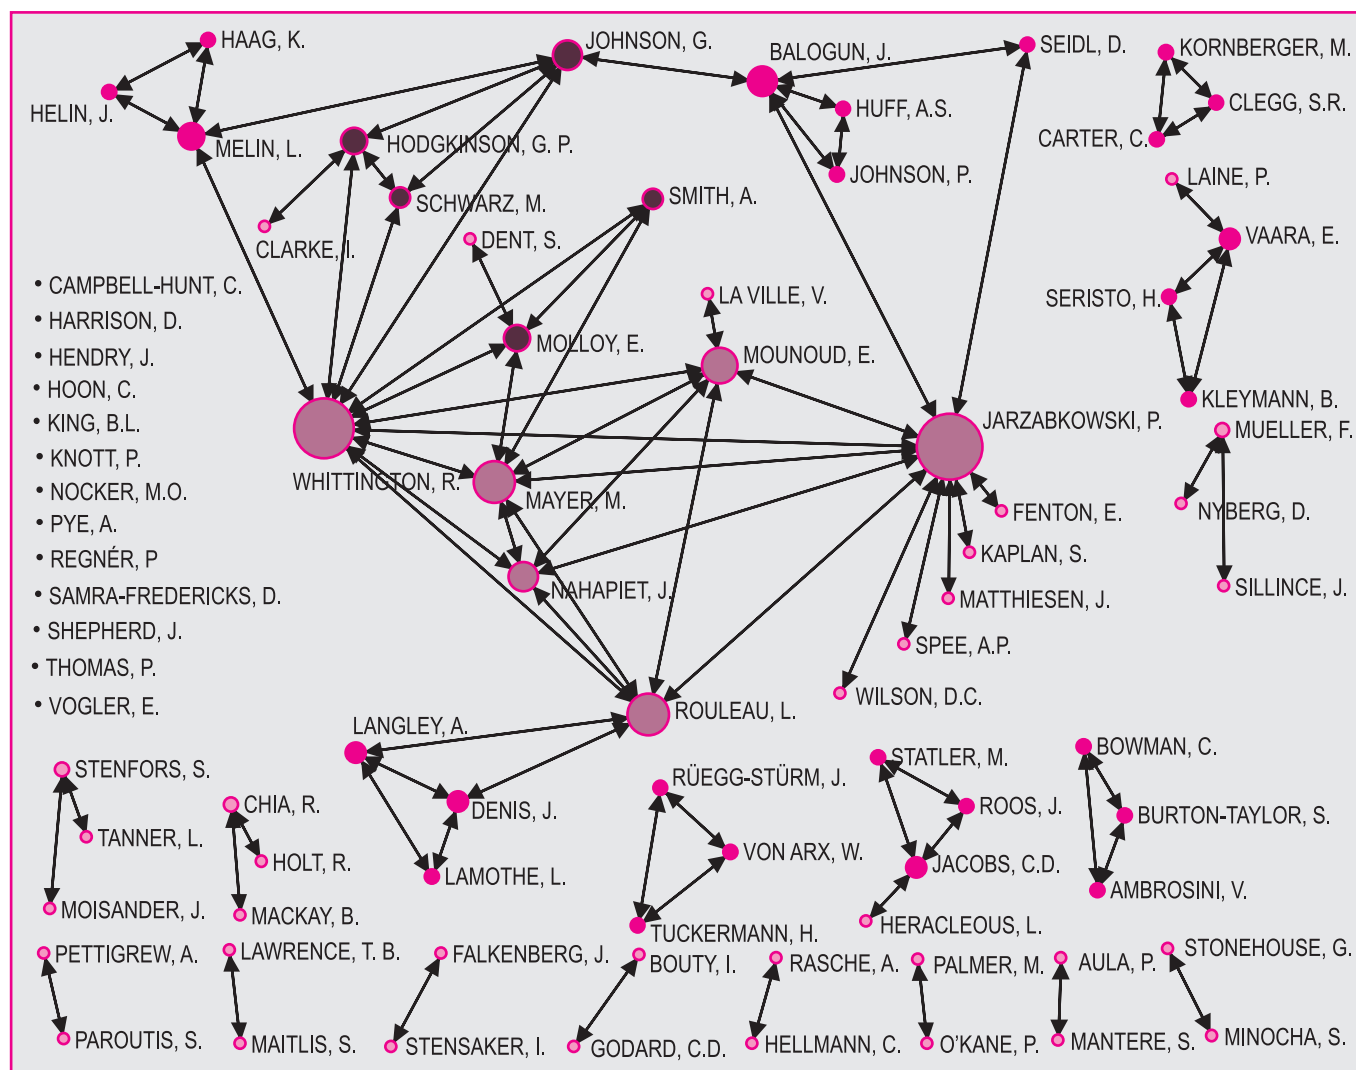 HAAG, K.
JOHNSON, G.
BALOGUN, J.
SEIDL, D.
KORNBERGER, M.
HELIN, J.
HUFF, A.S.
CLEGG, S.R.
MELIN, L.
HODGKINSON, G. P.
CARTER, C.
JOHNSON, P.
LAINE, P.
SCHWARZ, M.
SMITH, A.
CLARKE, I.
DENT, S.
VAARA, E.
• CAMPBELL-HUNT, C.
• HARRISON, D.
• HENDRY, J.
• HOON, C.
• KING, B.L.
• KNOTT, P.
• NOCKER, M.O.
• PYE, A.
• REGNÉR, P
• SAMRA-FREDERICKS, D.
• SHEPHERD, J.
• THOMAS, P.
• VOGLER, E.
LA VILLE, V.
SERISTO, H.
MOLLOY, E.
MOUNOUD, E.
KLEYMANN, B.
JARZABKOWSKI, P.
MUELLER, F.
WHITTINGTON, R.
MAYER, M.
FENTON, E.
NYBERG, D.
KAPLAN, S.
NAHAPIET, J.
MATTHIESEN, J.
SILLINCE, J.
SPEE, A.P.
WILSON, D.C.
ROULEAU, L.
LANGLEY, A.
STENFORS, S.
CHIA, R.
RÜEGG-STÜRM, J.
STATLER, M.
BOWMAN, C.
TANNER, L.
DENIS, J.
ROOS, J.
BURTON-TAYLOR, S.
HOLT, R.
VON ARX, W.
LAMOTHE, L.
JACOBS, C.D.
AMBROSINI, V.
MOISANDER, J.
MACKAY, B.
TUCKERMANN, H.
HERACLEOUS, L.
PETTIGREW, A.
LAWRENCE, T. B.
FALKENBERG, J.
BOUTY, I.
RASCHE, A.
PALMER, M.
AULA, P.
STONEHOUSE, G.
PAROUTIS, S.
MAITLIS, S.
STENSAKER, I.
GODARD, C.D.
HELLMANN, C.
O'KANE, P.
MANTERE, S.
MINOCHA, S.